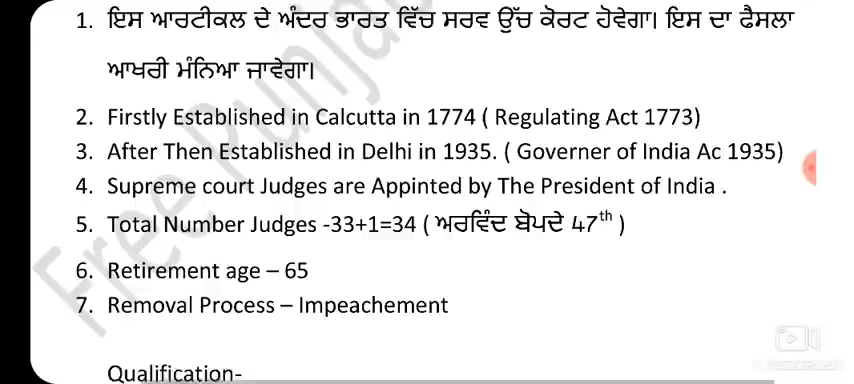 1. ਇਸ ਆਰਟੀਕਲ ਦੇ ਅੰਦਰ ਭਾਰਤ ਵਿੱਚ ਸਰਵ ਉੱਚ ਕੋਰਟ ਹੋਵੇਗਾ। ਇਸ ਦਾ ਫੈਸਲਾ
ਆਖਰੀ ਮੰਨਿਆ ਜਾਵੇਗਾ।
2. Firstly Established in Calcutta in 1774 ( Regulating Act 1773)
3. After Then Established in Delhi in 1935. ( Governer of India Ac 1935)
4. Supreme court Judges are Appinted by The President of India .
5. Total Number Judges -33+1=34 ( ਅਰਵਿੰਦ ਬੋਪਦੇ 47th )
6. Retirement age – 65
7. Removal Process – Impeachement
Qualification-
Free Punja